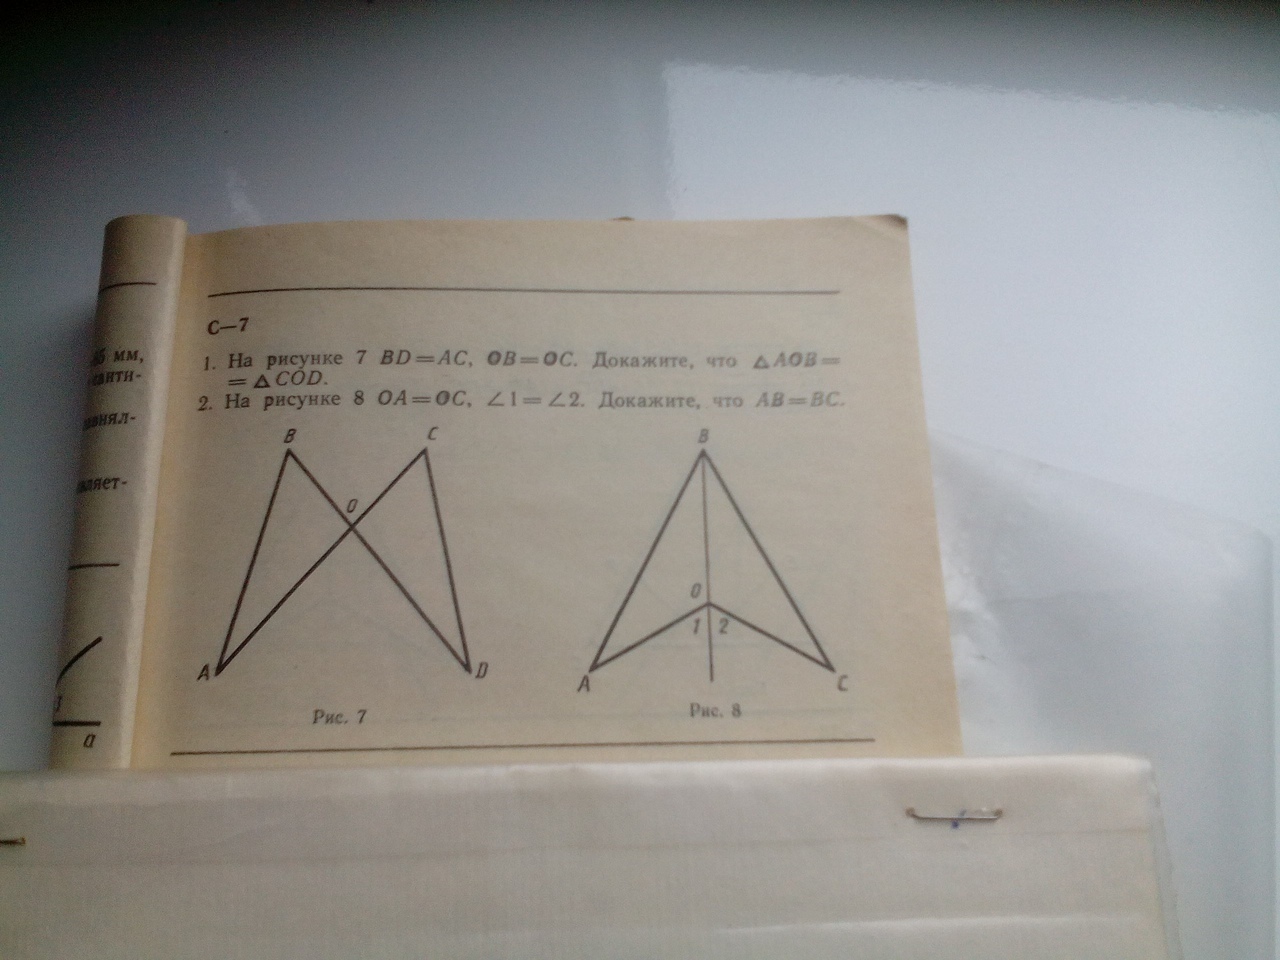 мм,
С—7
1. На рисунке 7 BD=AC, OB=OC. Докажите, что △AOB=
=△COD.
2. На рисунке 8 OA=OC, ∠1=∠2. Докажите, что AB=BC.
B C
O
A D
Рис. 7
B
O
1 2
A C
Рис. 8
a